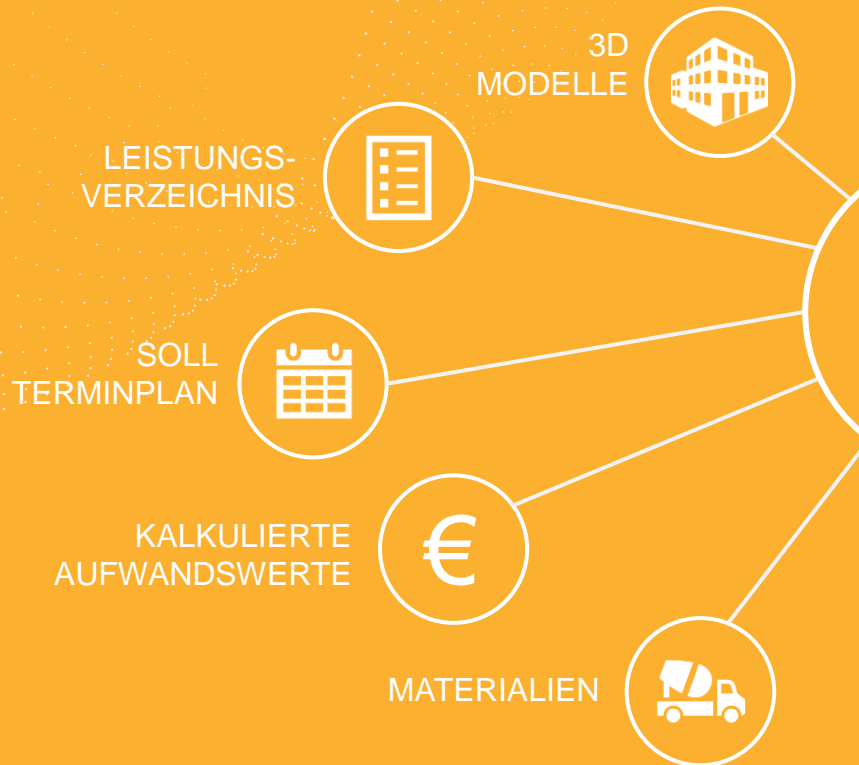 3D
MODELLE
LEISTUNGS-
VERZEICHNIS
SOLL
TERMINPLAN
KALKULIERTE
AUFWANDSWERTE
€
MATERIALIEN